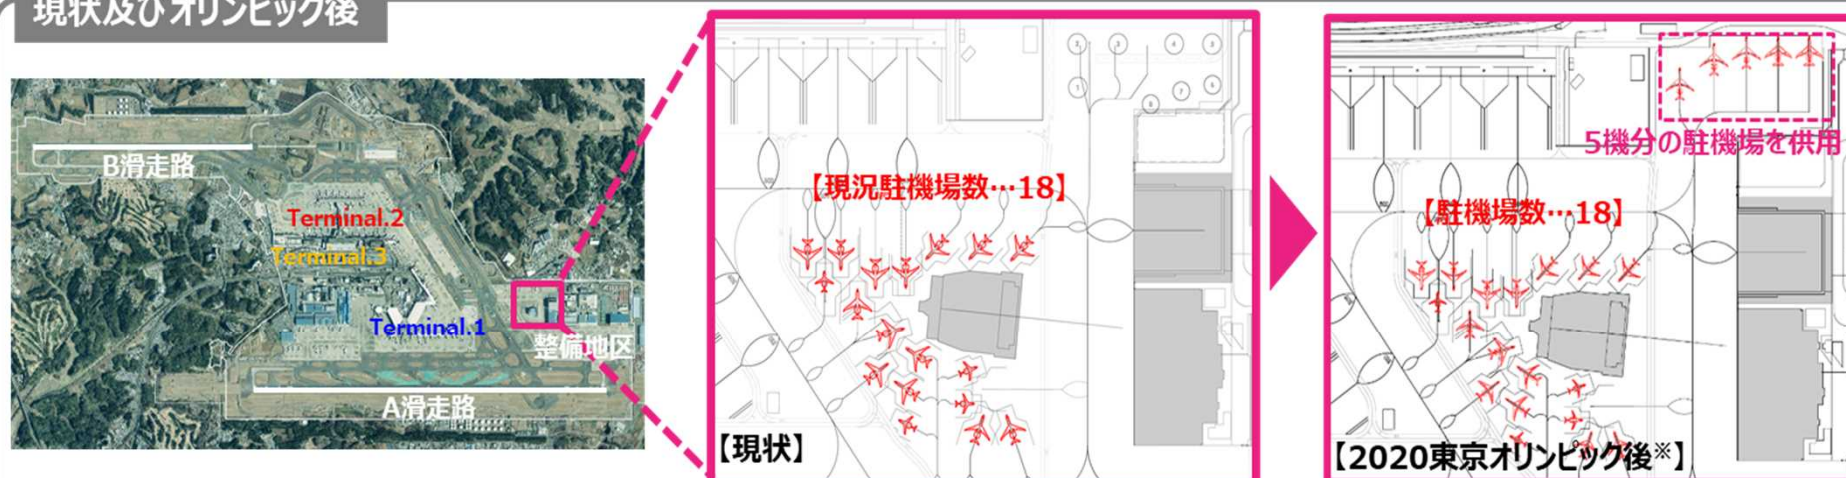 現状及びオリンピック後
B滑走路
Terminal.2
Terminal.3
Terminal.1
整備地区
A滑走路
【現況駐機場数…18】
【現状】
5機分の駐機場を供用
【駐機場数…18】
【2020東京オリンピック後※】